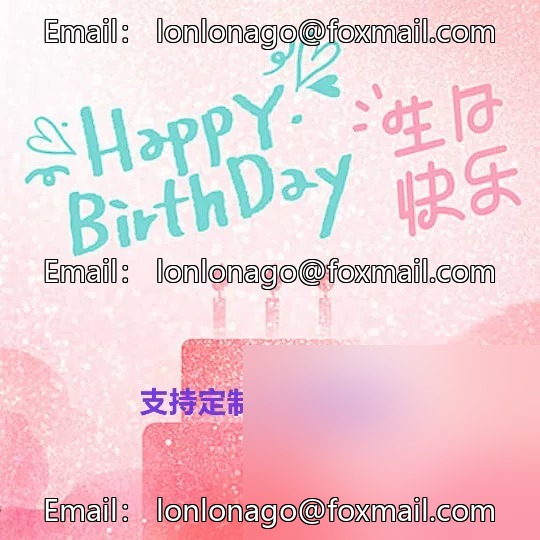 Email： lonlonago@foxmail.com
Happy
BirthDay
生日
快乐
Email： lonlonago@foxmail.com
支持定制
Email： lonlonago@foxmail.com